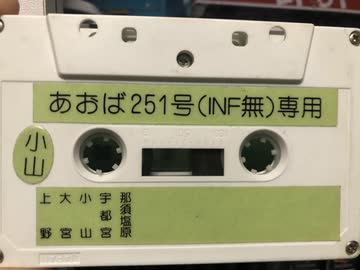 あおば251号(INF無)専用
小山
上野
大宮
小山
宇都宮
那須塩原